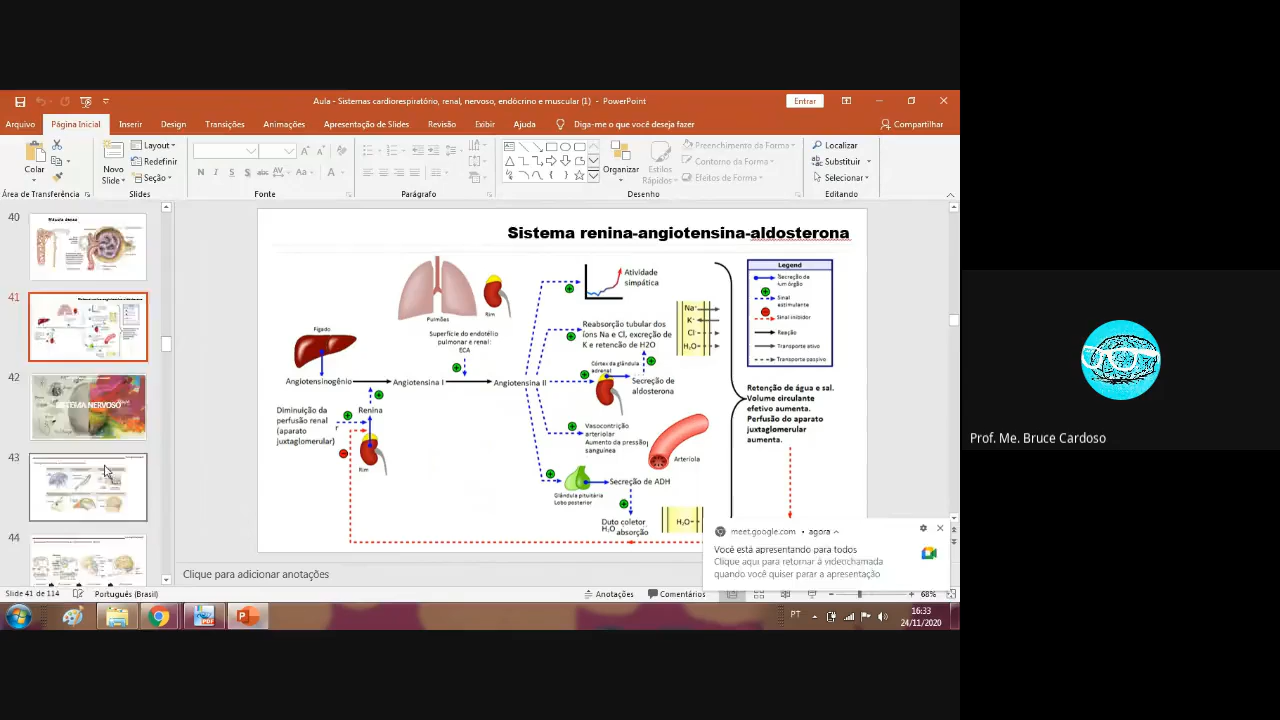 Aula - Sistemas cardiorespiratório, renal, nervoso, endócrino e muscular (1) - PowerPoint
Entrar
Arquivo
Página Inicial
Inserir
Design
Transições
Animações
Apresentação de Slides
Revisão
Exibir
Ajuda
Diga-me o que você deseja fazer
Compartilhar
Colar
Novo
Slide
Layout
Redefinir
Seção
Organizar
Estilos
Rápidos
Preenchimento da Forma
Contorno da Forma
Efeitos de Forma
Localizar
Substituir
Selecionar
Área de Transferência
Slides
Fonte
Parágrafo
Desenho
Editando
40
41
42
SISTEMA NERVOSO
43
44
Sistema renina-angiotensina-aldosterona
Pulmões
Rim
Fígado
Superfície do endotélio
pulmonar e renal:
ECA
Angiotensinogênio
Angiotensina I
Angiotensina II
Diminuição da
perfusão renal
(aparato
juxtaglomerular)
Renina
Rim
Atividade
simpática
Reabsorção tubular dos
íons Na e Cl, excreção de
K e retencão de H2O
Na+
K+
Cl-
H₂O
Córtex da glândula
adrenal
Secreção de
aldosterona
Vasocontrição
arteriolar
Aumento da pressão
sanguínea
Arteríola
Secreção de ADH
Glândula pituitária
Lobo posterior
Duto coletor
H₂O
absorção
H₂O
Legend
Secreção de
um órgão
Sinal
estimulante
Sinal inibidor
Reação
Transporte ativo
Transporte passivo
Retenção de água e sal.
Volume circulante
efetivo aumenta.
Perfusão do aparato
juxtaglomerular
aumenta.
meet.google.com • agora
Você está apresentando para todos
Clique aqui para retornar à videochamada
quando você quiser parar a apresentação
Clique para adicionar anotações
Slide 41 de 114
Português (Brasil)
Anotações
Comentários
68%
PT
16:33
24/11/2020
Prof. Me. Bruce Cardoso